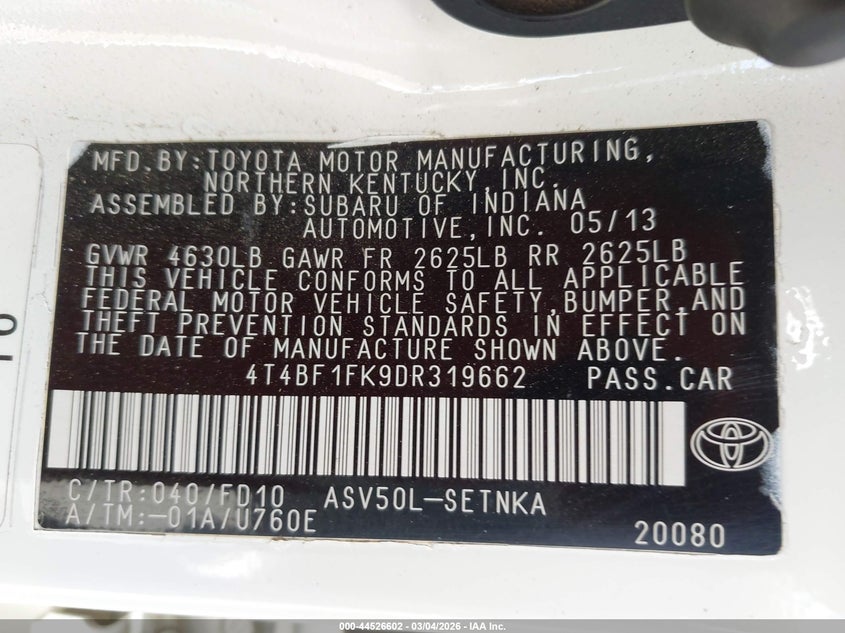 MFD.BY:TOYOTA MOTOR MANUFACTURING,
NORTHERN KENTUCKY,INC.
ASSEMBLED BY:SUBARU OF INDIANA
AUTOMOTIVE,INC. 05/13
GVWR 4630LB GAWR FR 2625LB RR 2625LB
THIS VEHICLE CONFORMS TO ALL APPLICABLE
FEDERAL MOTOR VEHICLE SAFETY,BUMPER,AND
THEFT PREVENTION STANDARDS IN EFFECT ON
THE DATE OF MANUFACTURE SHOWN ABOVE.
4T4BF1FK9DR319662 PASS.CAR
C/TR:040/FD10 ASV50L-SETNKA
A/TM:-01A/U760E 20080
000-44526602 - 03/04/2026 - IAA Inc.